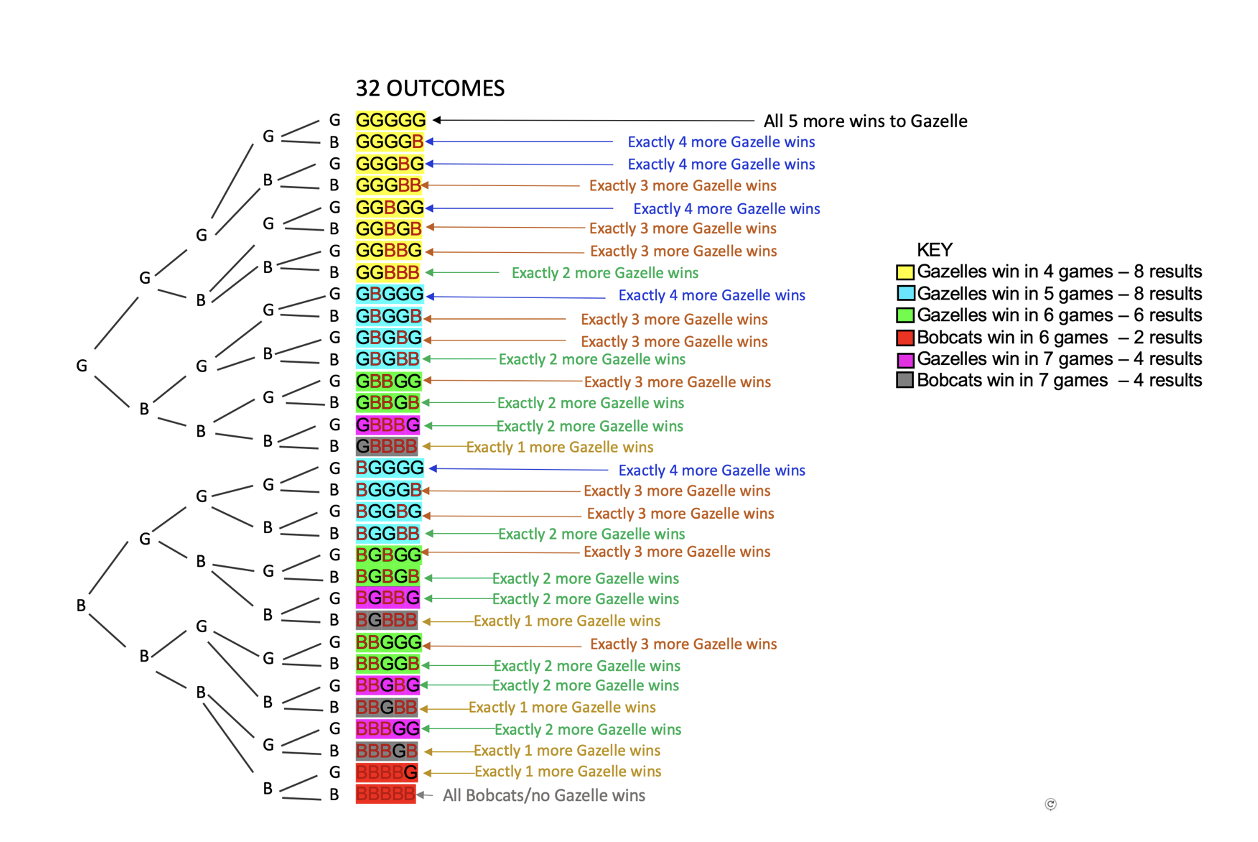 32 OUTCOMES
G GGGGG All 5 more wins to Gazelle
G
B GGGGB Exactly 4 more Gazelle wins
G GGGBG Exactly 4 more Gazelle wins
B
B GGGBB Exactly 3 more Gazelle wins
G GGBGG Exactly 4 more Gazelle wins
G
B GGBGB Exactly 3 more Gazelle wins
G
G GGBBG Exactly 3 more Gazelle wins
B
B GGBBB Exactly 2 more Gazelle wins
G
G GBGGG Exactly 4 more Gazelle wins
B
G
B GBGGB Exactly 3 more Gazelle wins
G GBGBG Exactly 3 more Gazelle wins
B
B GBGBB Exactly 2 more Gazelle wins
G
G
G GBBGG Exactly 3 more Gazelle wins
G
B GBBGB Exactly 2 more Gazelle wins
B
G GBBBG Exactly 2 more Gazelle wins
B
B
B GBBBB Exactly 1 more Gazelle wins
G BGGGG Exactly 4 more Gazelle wins
G
B BGGGB Exactly 3 more Gazelle wins
G
G BGGBG Exactly 3 more Gazelle wins
B
B BGGBB Exactly 2 more Gazelle wins
G
G BGBGG Exactly 3 more Gazelle wins
B
G
B BGBGB Exactly 2 more Gazelle wins
G BGBBG Exactly 2 more Gazelle wins
B
B
B BGBBB Exactly 1 more Gazelle wins
G
G BBGGG Exactly 3 more Gazelle wins
B
G
B BBGGB Exactly 2 more Gazelle wins
G BBGBG Exactly 2 more Gazelle wins
B
B
B BBGBB Exactly 1 more Gazelle wins
G BBBGG Exactly 2 more Gazelle wins
G
B BBBGB Exactly 1 more Gazelle wins
G BBBBG Exactly 1 more Gazelle wins
B
B BBBBB All Bobcats/no Gazelle wins
KEY
Gazelles win in 4 games – 8 results
Gazelles win in 5 games – 8 results
Gazelles win in 6 games – 6 results
Bobcats win in 6 games – 2 results
Gazelles win in 7 games – 4 results
Bobcats win in 7 games – 4 results